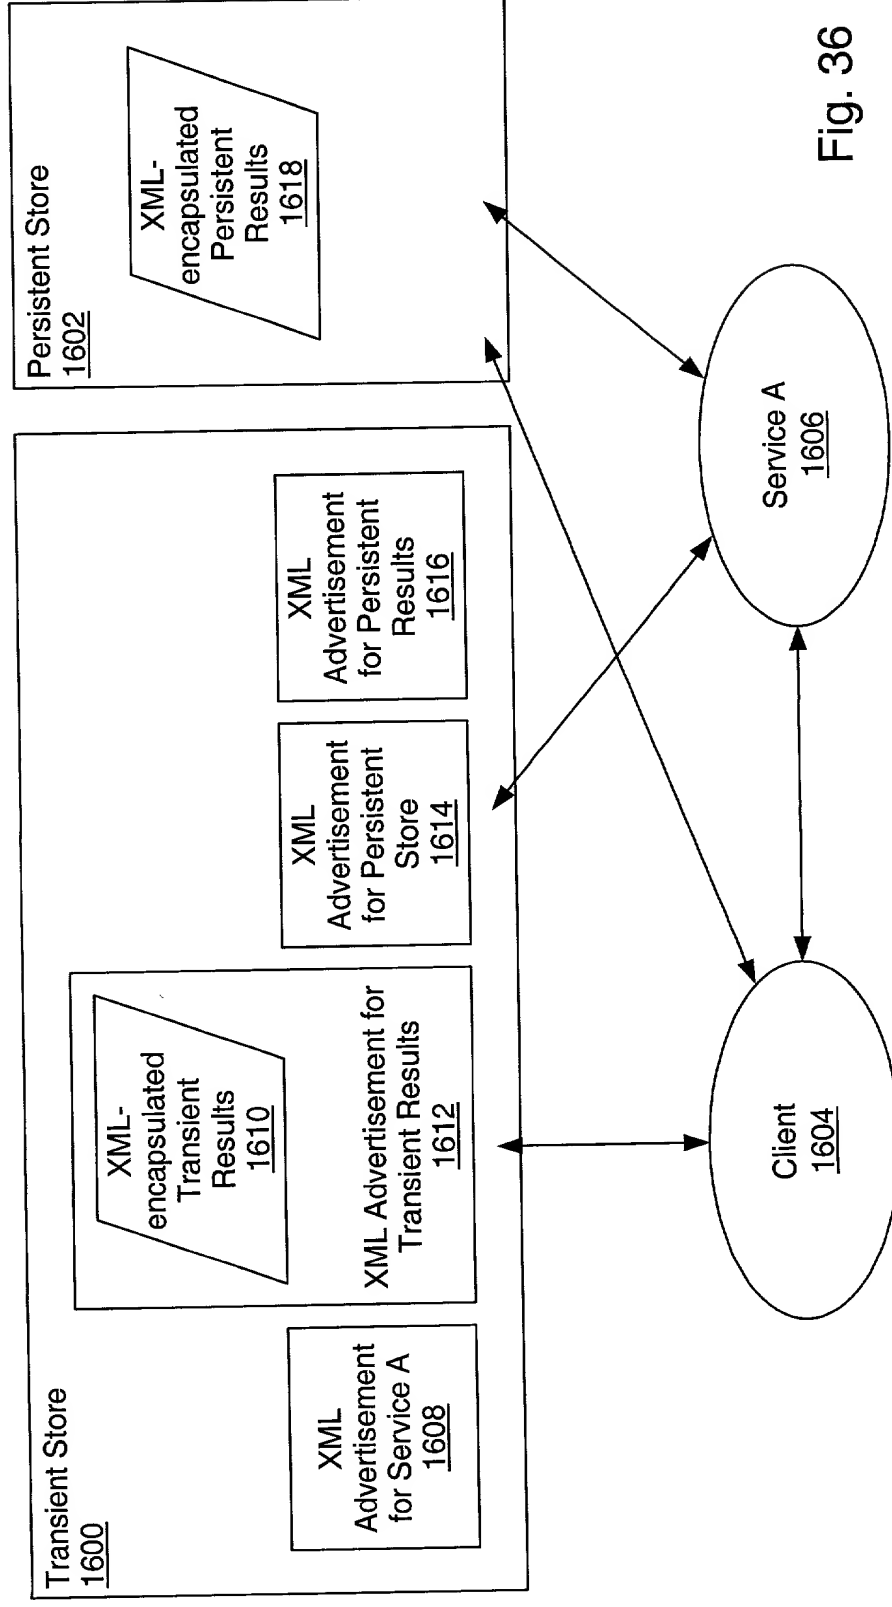 Transient Store
1600
XML
Advertisement
for Service A
1608
XML-
encapsulated
Transient
Results
1610
XML Advertisement for
Transient Results
1612
XML
Advertisement
for Persistent
Store
1614
XML
Advertisement
for Persistent
Results
1616
Persistent Store
1602
XML-
encapsulated
Persistent
Results
1618
Client
1604
Service A
1606
Fig. 36